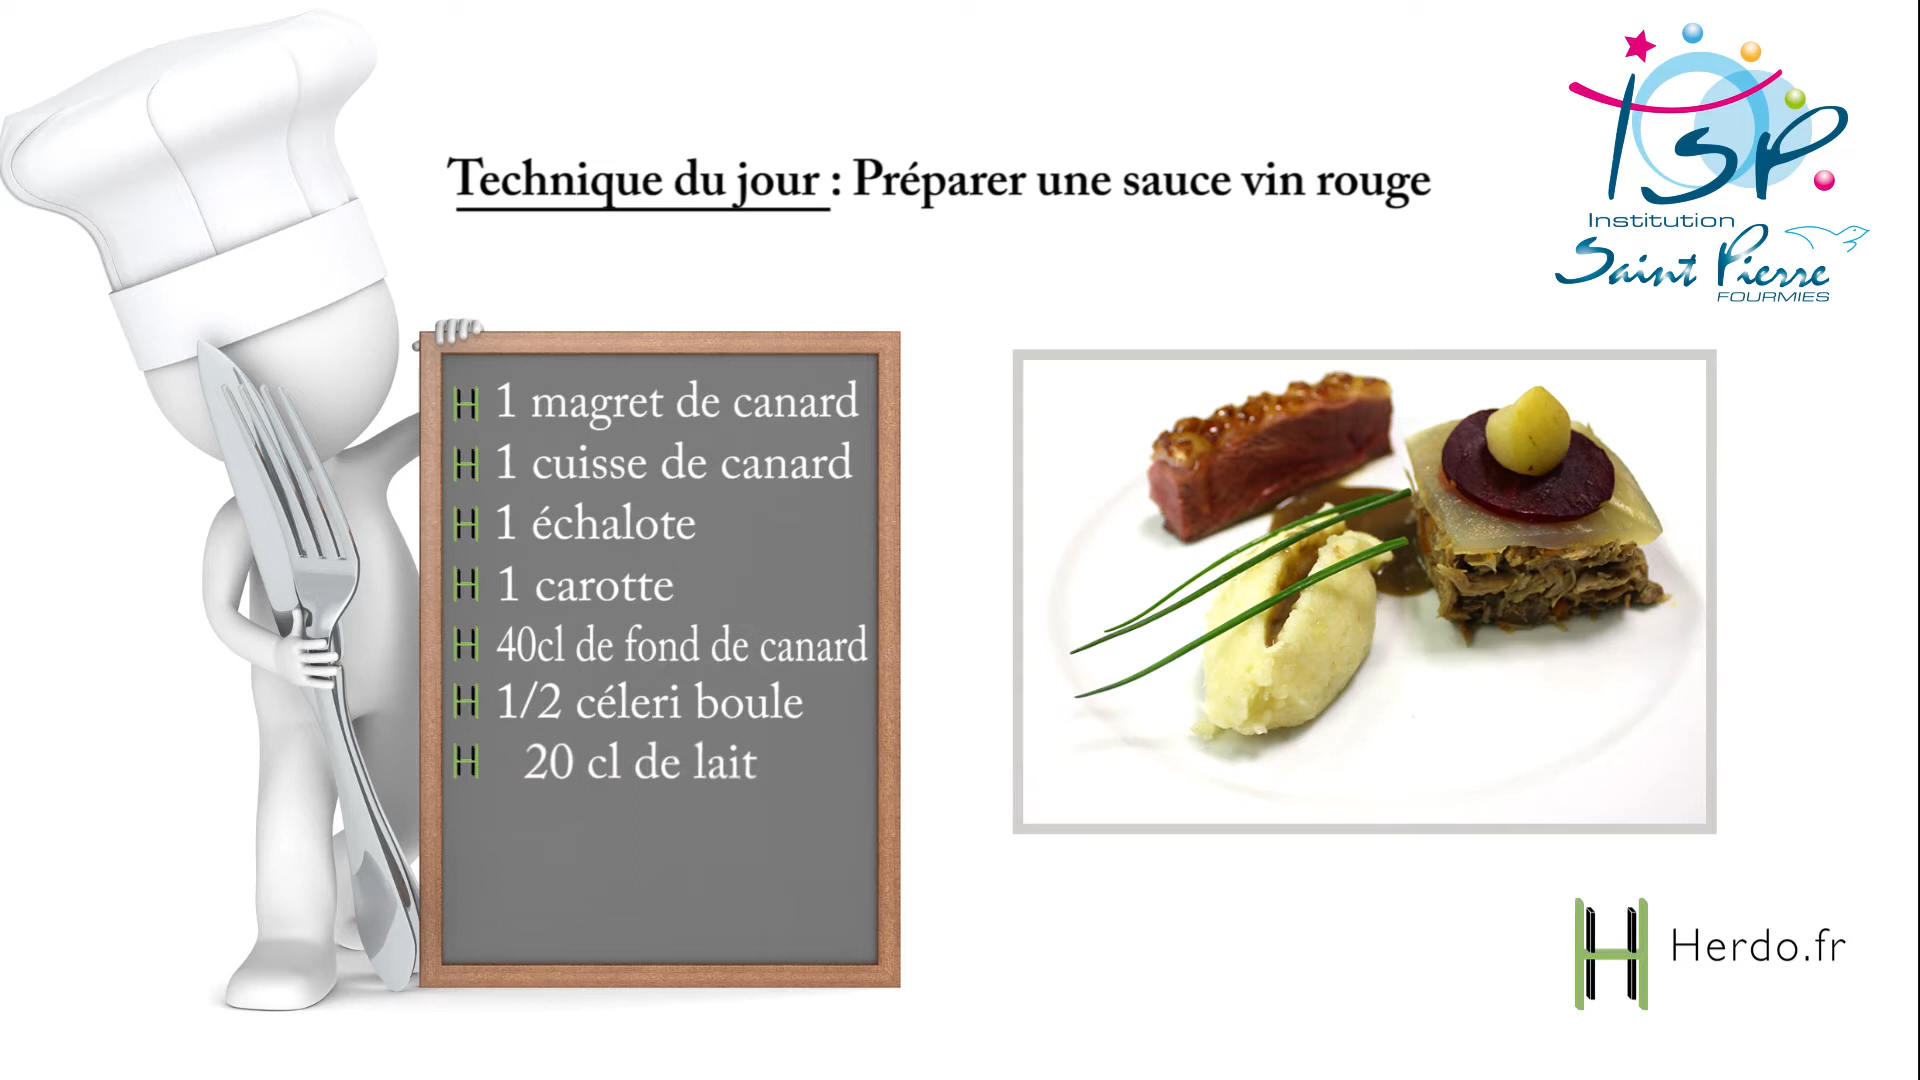 Technique du jour : Préparer une sauce vin rouge
ISP
Institution
Saint Pierre
FOURMIES
1 magret de canard
1 cuisse de canard
1 échalote
1 carotte
40cl de fond de canard
1/2 céleri boule
20 cl de lait
H Herdo.fr